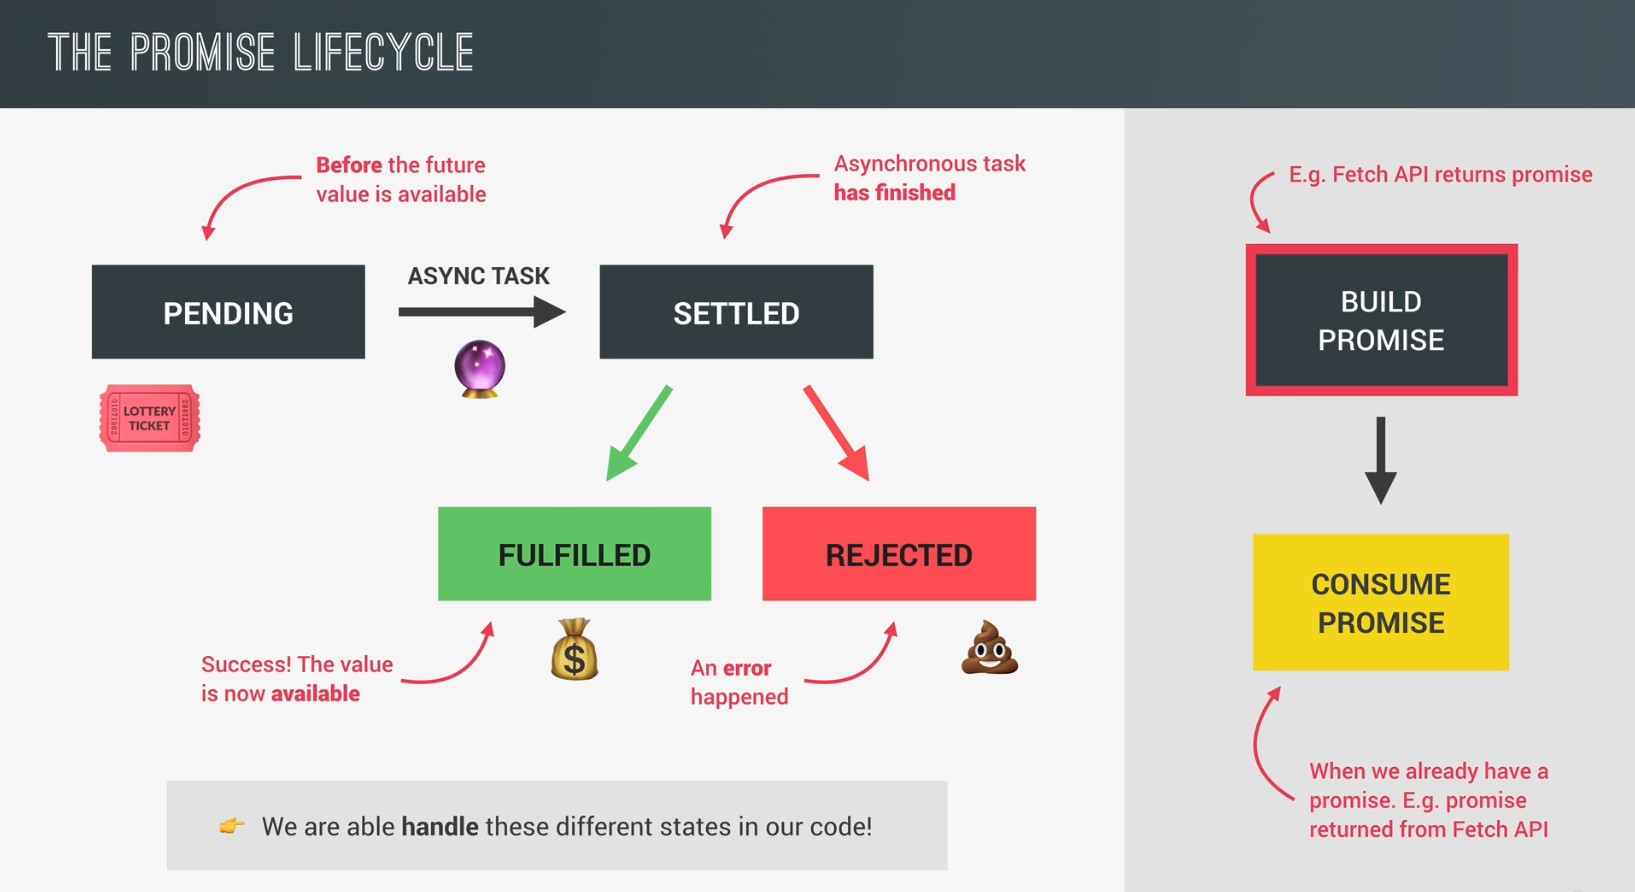 THE PROMISE LIFECYCLE
Before the future
value is available
Asynchronous task
has finished
E.g. Fetch API returns promise
PENDING
ASYNC TASK
SETTLED
BUILD
PROMISE
LOTTERY
TICKET
FULFILLED
REJECTED
CONSUME
PROMISE
Success! The value
is now available
$
An error
happened
When we already have a
promise. E.g. promise
returned from Fetch API
👉 We are able handle these different states in our code!